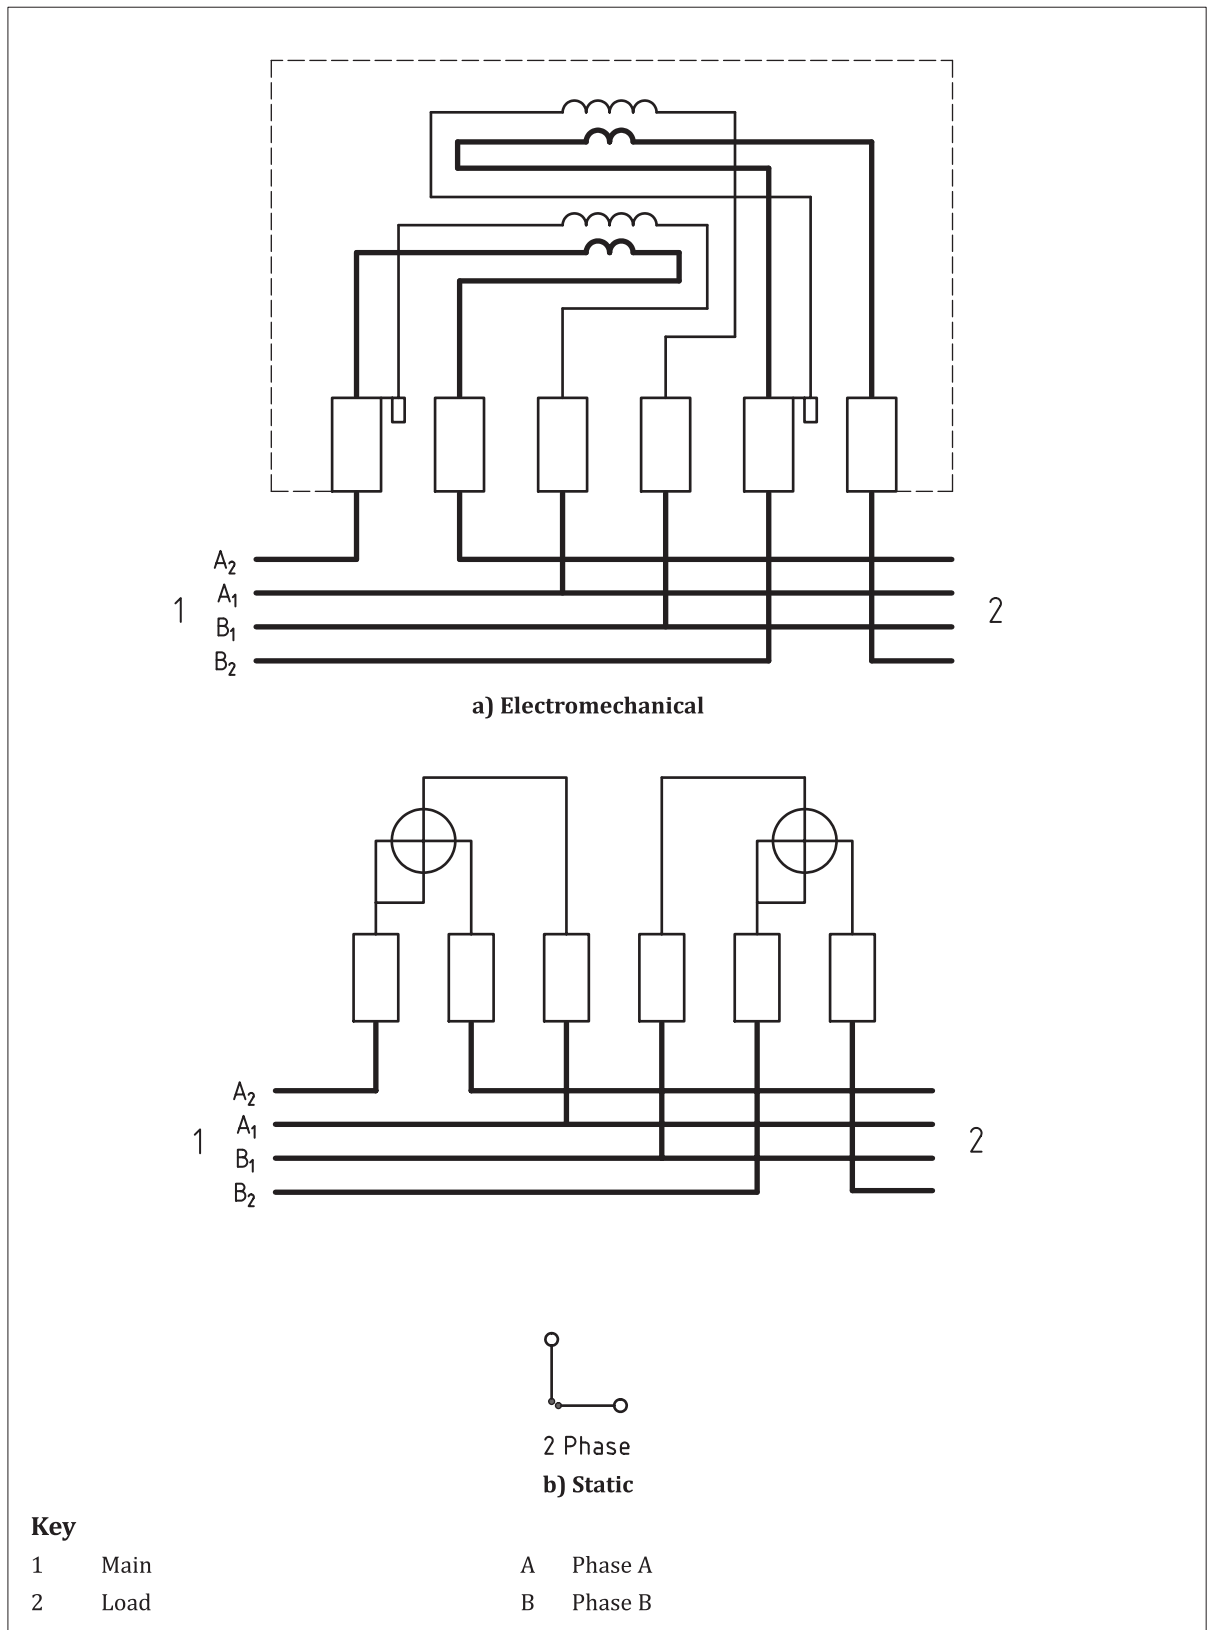 A2
A1
1
2
B1
B2
a) Electromechanical
A2
A1
1
2
B1
B2
2 Phase
b) Static
Key
1 Main A Phase A
2 Load B Phase B